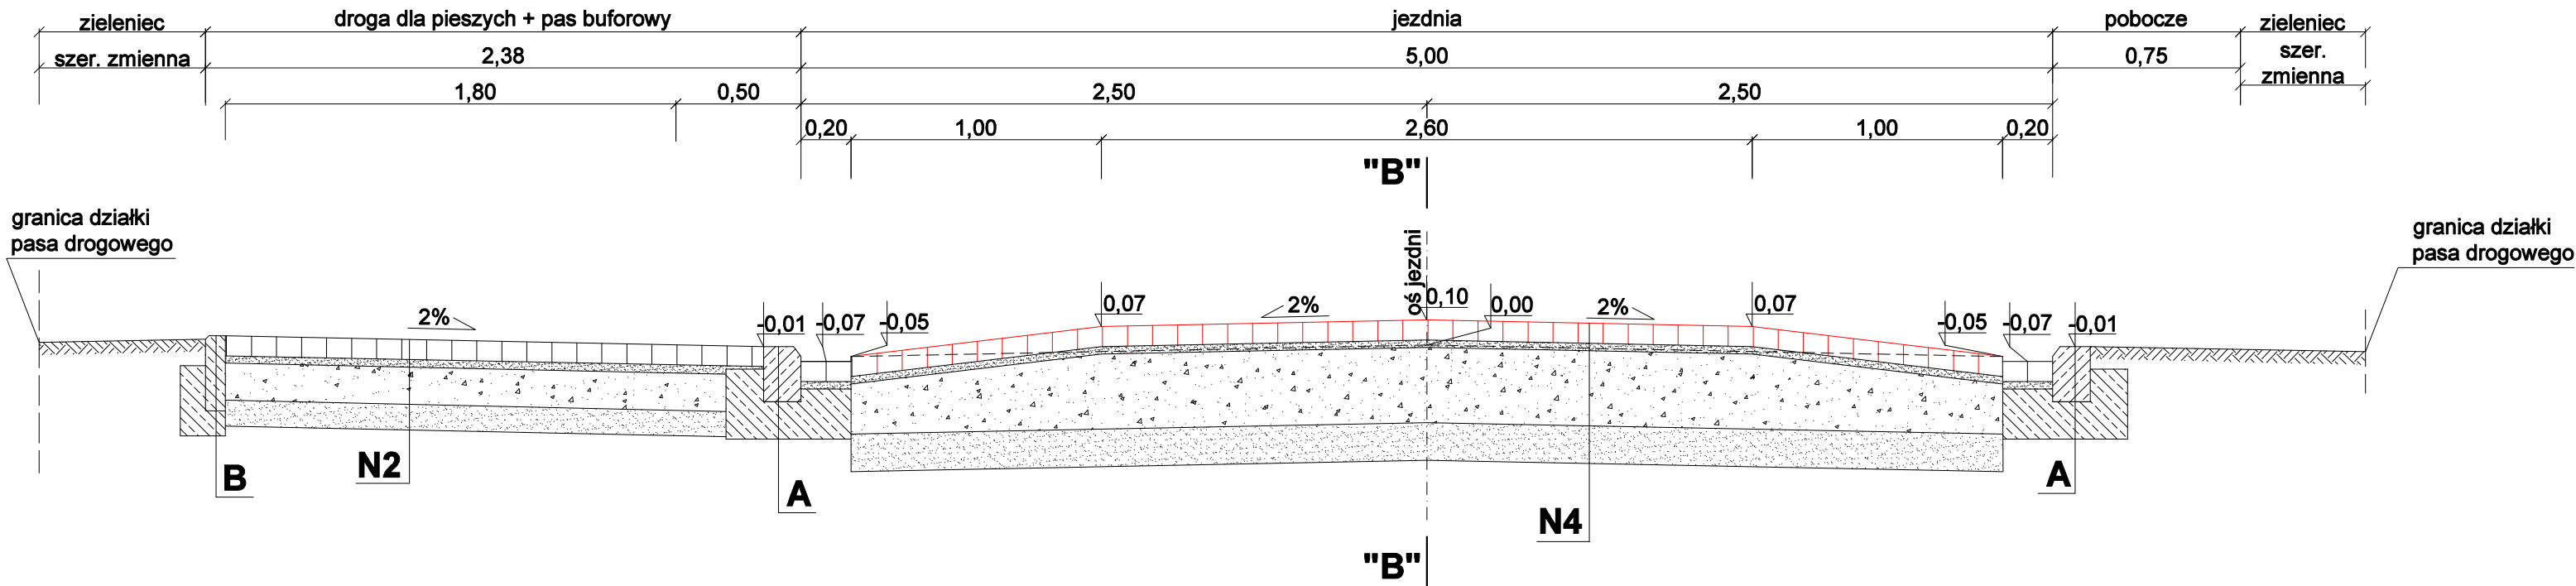 zieleniec
droga dla pieszych + pas buforowy
jezdnia
pobocze
zieleniec
szer. zmienna
2,38
5,00
0,75
szer.
zmienna
1,80
0,50
2,50
2,50
0,20
1,00
2,60
1,00
0,20
"B"
granica działki
pasa drogowego
granica działki
pasa drogowego
oś jezdni
2%
-0,01
-0,07
-0,05
0,07
2%
0,10
0,00
2%
0,07
-0,05
-0,07
-0,01
B
N2
A
N4
A
"B"